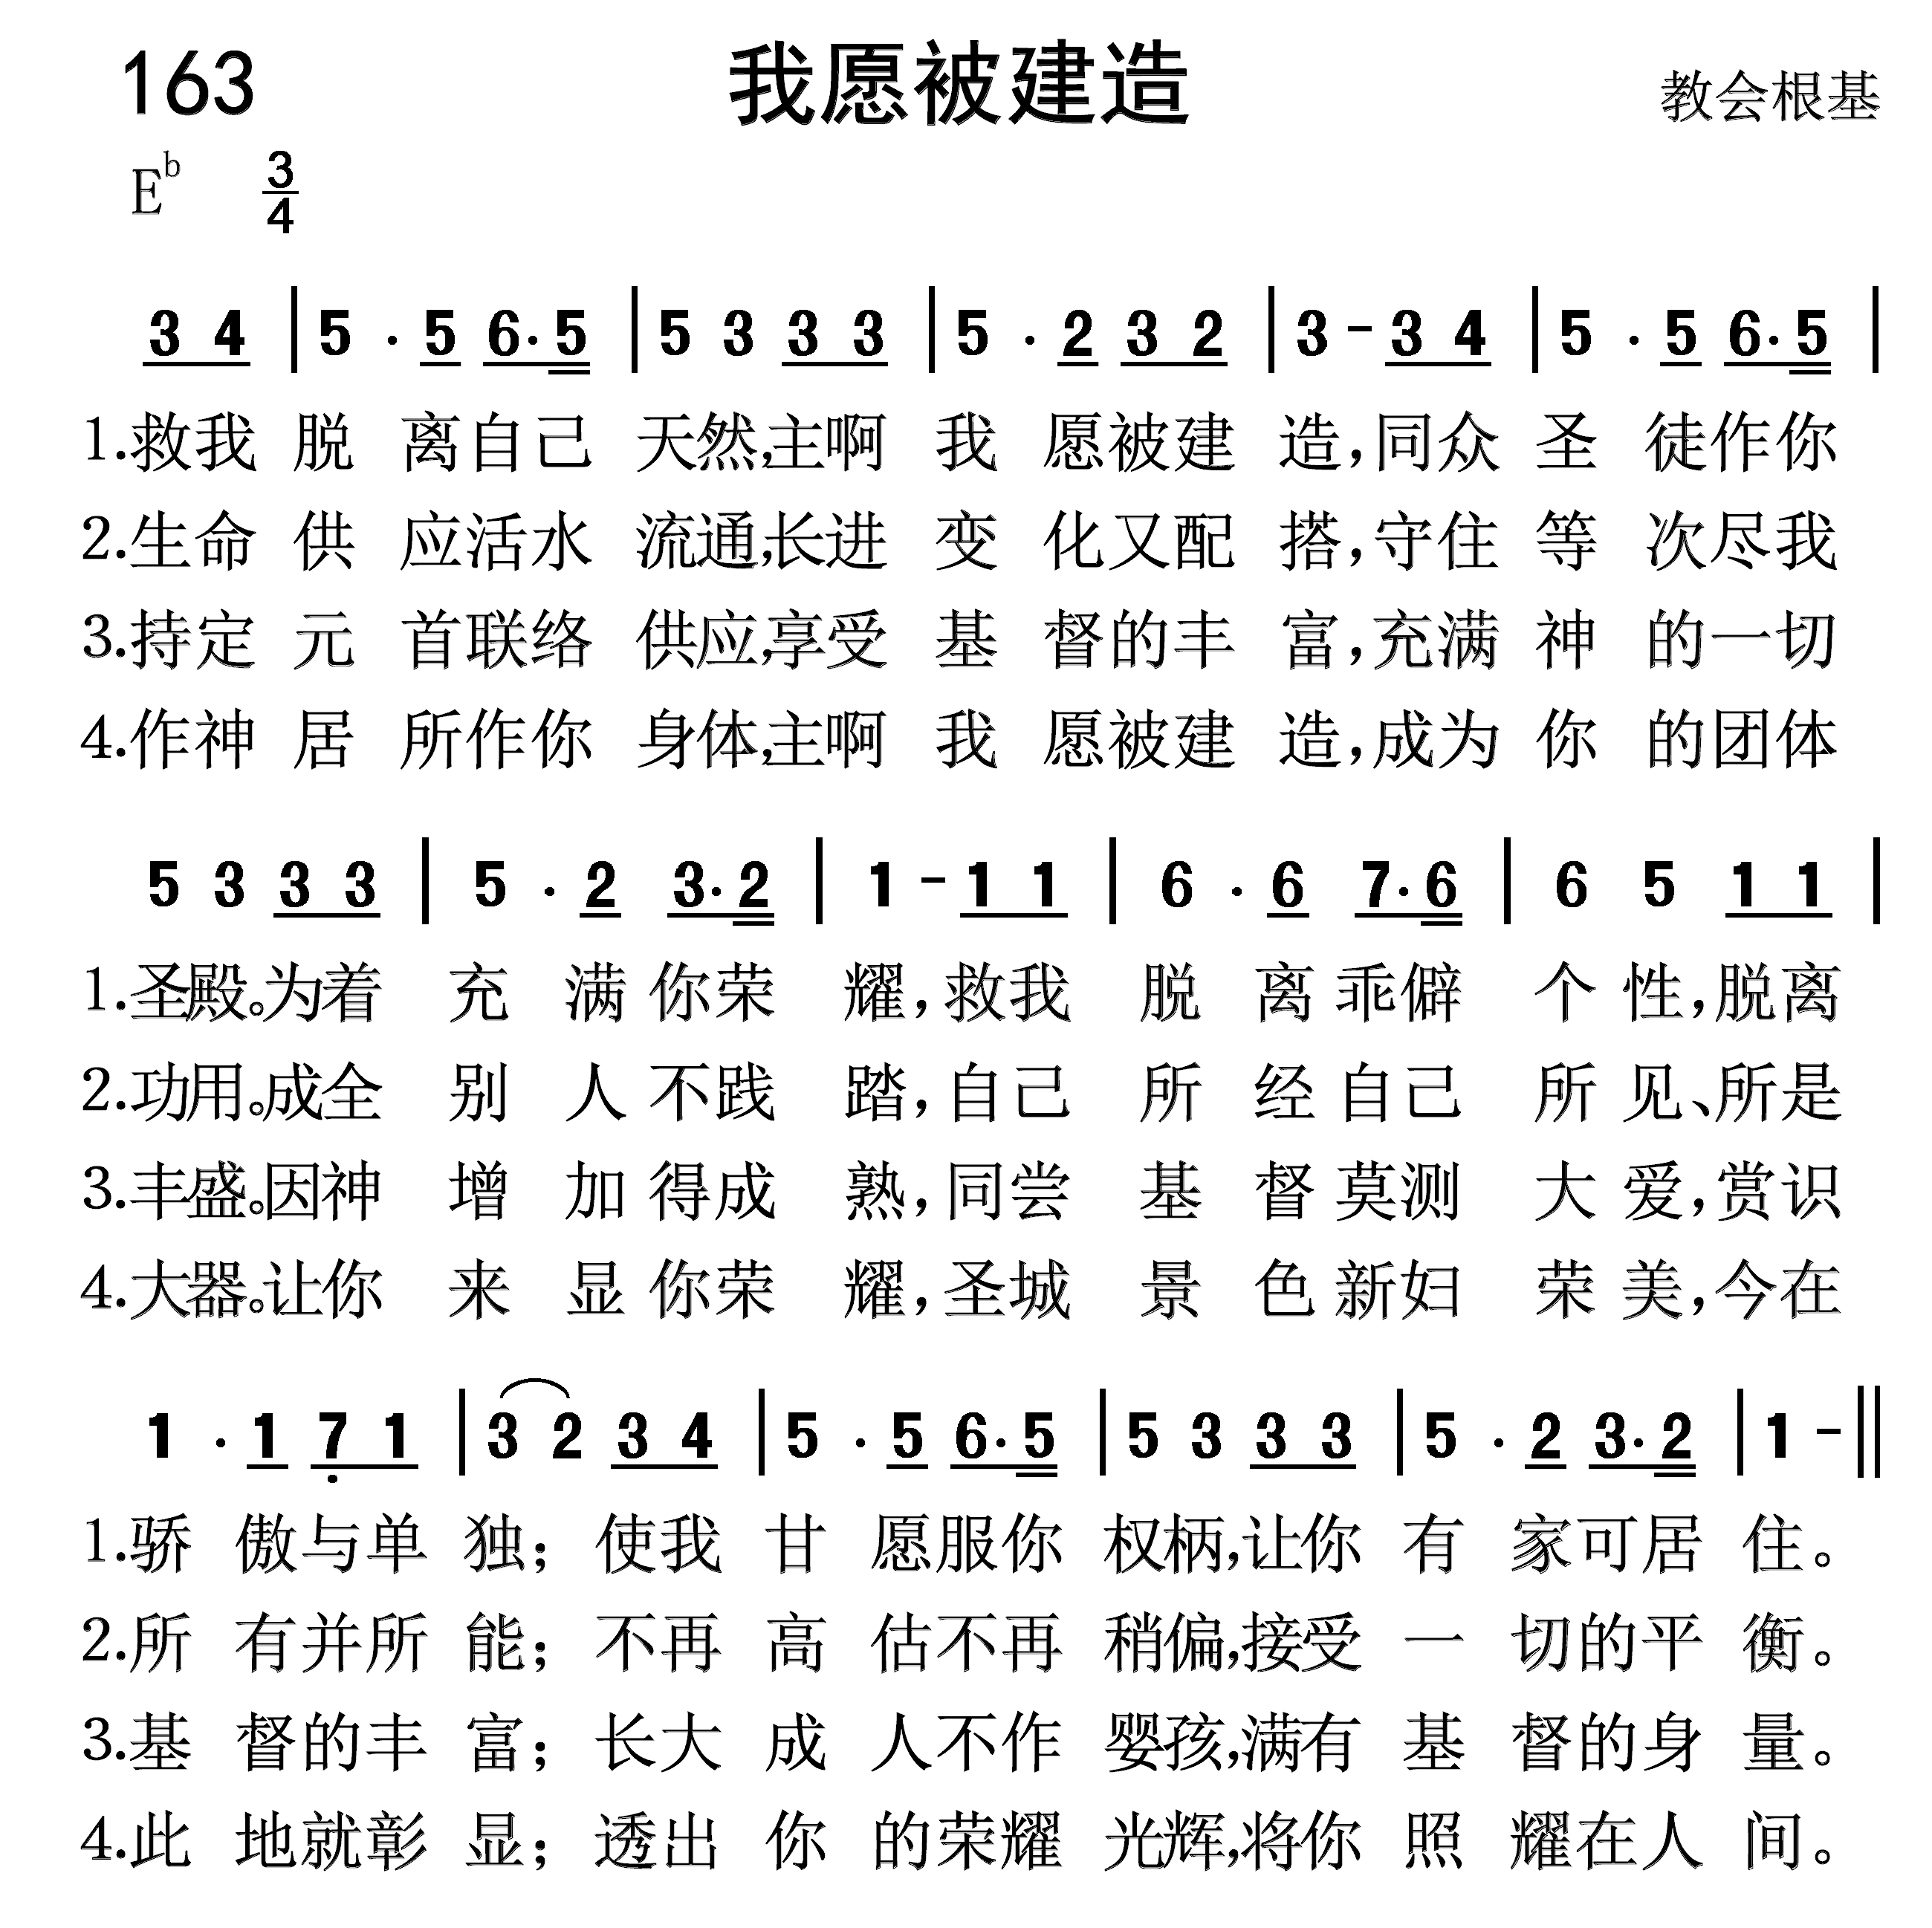 163 我愿被建造 教会根基
E♭ 3/4
3 4 | 5 . 5 6.5 | 5 3 3 3 | 5 . 2 3 2 | 3 - 3 4 | 5 . 5 6.5 |
1.救我 脱 离自己 天然,主啊 我 愿被建 造,同众 圣 徒作你
2.生命 供 应活水 流通,长进 变 化又配 搭,守住 等 次尽我
3.持定 元 首联络 供应,享受 基 督的丰 富,充满 神 的一切
4.作神 居 所作你 身体,主啊 我 愿被建 造,成为 你 的团体
5 3 3 3 | 5 . 2 3.2 | 1 - 1 1 | 6 . 6 7.6 | 6 5 1 1 |
1.圣殿。为着 充 满 你荣 耀,救我 脱 离乖僻 个 性,脱离
2.功用。成全 别 人 不践 踏,自己 所 经自己 所 见、所是
3.丰盛。因神 增 加 得成 熟,同尝 基 督莫测 大 爱,赏识
4.大器。让你 来 显 你荣 耀,圣城 景 色新妇 荣 美,今在
1 . 1 7 1 | 3 2 3 4 | 5 . 5 6.5 | 5 3 3 3 | 5 . 2 3.2 | 1 - ||
1.骄 傲与单 独; 使我 甘 愿服你 权柄,让你 有 家可居 住。
2.所 有并所 能; 不再 高 估不再 稍偏,接受 一 切的平 衡。
3.基 督的丰 富; 长大 成 人不作 婴孩,满有 基 督的身 量。
4.此 地就彰 显; 透出 你 的荣耀 光辉,将你 照 耀在人 间。